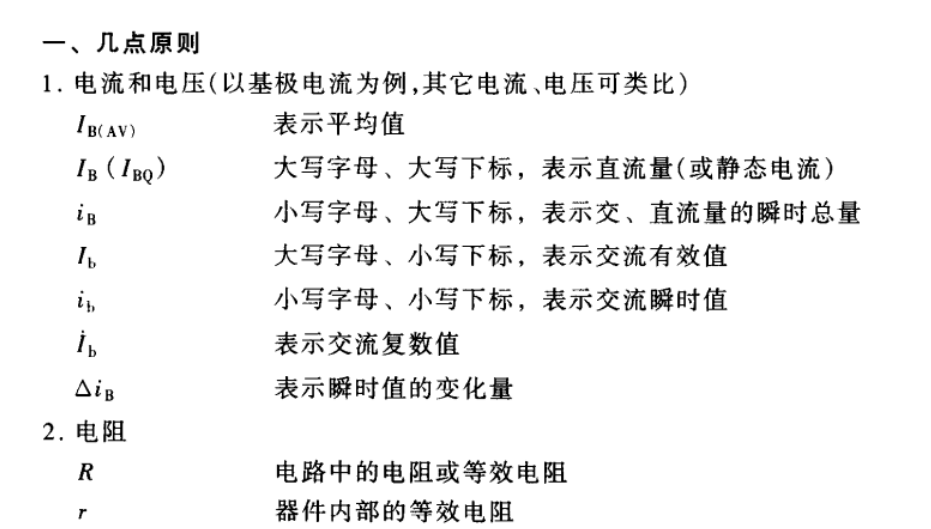 一、几点原则
1. 电流和电压(以基极电流为例,其它电流、电压可类比)
I_B(AV) 表示平均值
I_B (I_BQ) 大写字母、大写下标，表示直流量(或静态电流)
i_B 小写字母、大写下标，表示交、直流量的瞬时总量
I_b 大写字母、小写下标，表示交流有效值
i_b 小写字母、小写下标，表示交流瞬时值
İ_b 表示交流复数值
Δi_B 表示瞬时值的变化量
2. 电阻
R 电路中的电阻或等效电阻
r 器件内部的等效电阻